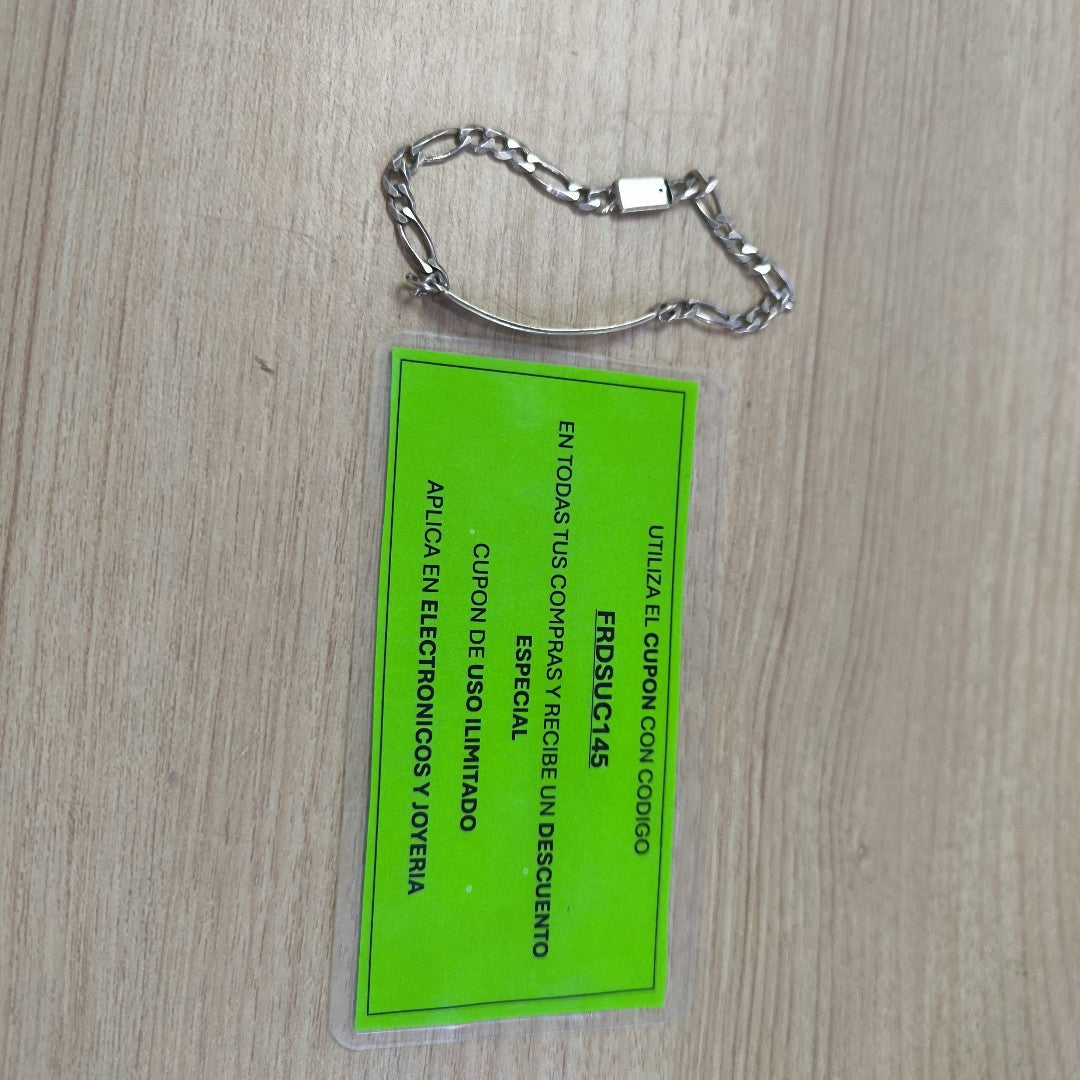 UTILIZA EL CUPON CON CODIGO
FRDSUC145
EN TODAS TUS COMPRAS Y RECIBE UN DESCUENTO
ESPECIAL
CUPON DE USO ILIMITADO
APLICA EN ELECTRONICOS Y JOYERIA